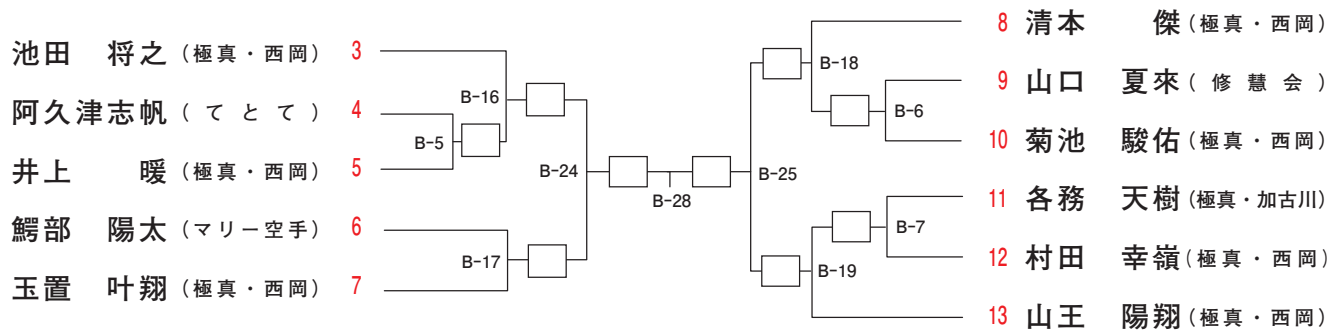 池田 将之(極真・西岡) 3
阿久津志帆(てとて) 4
井上 暖(極真・西岡) 5
鰐部 陽太(マリー空手) 6
玉置 叶翔(極真・西岡) 7
B-16
B-5
B-24
B-17
B-28
B-25
B-18
B-6
B-7
B-19
8 清本 傑(極真・西岡)
9 山口 夏來(修慧会)
10 菊池 駿佑(極真・西岡)
11 各務 天樹(極真・加古川)
12 村田 幸嶺(極真・西岡)
13 山王 陽翔(極真・西岡)